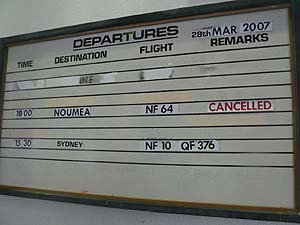 DEPARTURES 28th MAR 2007
TIME DESTINATION FLIGHT REMARKS
10 00 NOUMEA NF 64 CANCELLED
13 30 SYDNEY NF 10 QF 376